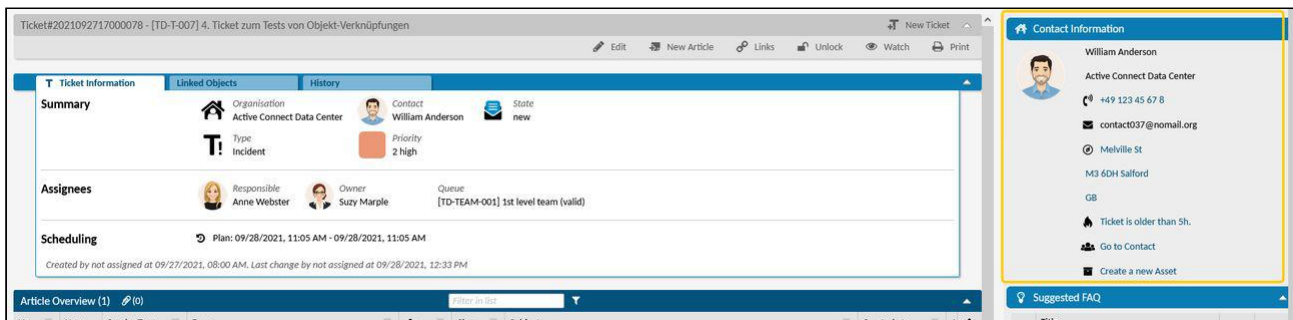 Ticket#2021092717000078 - [TD-T-007] 4. Ticket zum Tests von Objekt-Verknüpfungen
New Ticket
Edit New Article Links Unlock Watch Print
Ticket Information Linked Objects History
Summary
Organisation Contact State
Active Connect Data Center William Anderson new
Type Priority
Incident 2 high
Assignees
Responsible Owner Queue
Anne Webster Suzy Marple [TD-TEAM-001] 1st level team (valid)
Scheduling Plan: 09/28/2021, 11:05 AM - 09/28/2021, 11:05 AM
Created by not assigned at 09/27/2021, 08:00 AM. Last change by not assigned at 09/28/2021, 12:33 PM
Article Overview (1) (0) Filter in list
Contact Information
William Anderson
Active Connect Data Center
+49 123 45 67 8
contact037@nomail.org
Melville St
M3 6DH Salford
GB
Ticket is older than 5h.
Go to Contact
Create a new Asset
Suggested FAQ